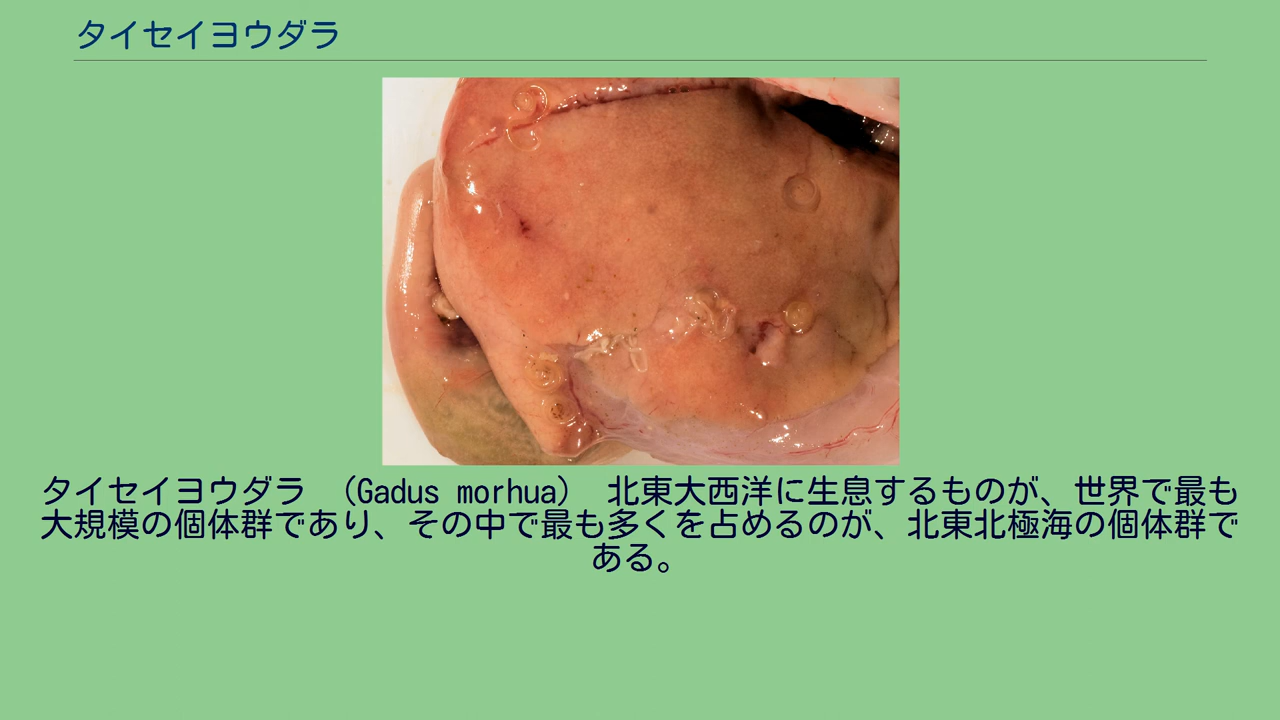 タイセイヨウダラ
タイセイヨウダラ （Gadus morhua） 北東大西洋に生息するものが、世界で最も
大規模の個体群であり、その中で最も多くを占めるのが、北東北極海の個体群で
ある。